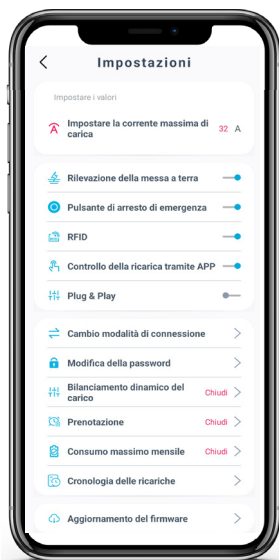 Impostazioni
Impostare i valori
Impostare la corrente massima di
carica
32 A
Rilevazione della messa a terra
Pulsante di arresto di emergenza
RFID
Controllo della ricarica tramite APP
Plug & Play
Cambio modalità di connessione
Modifica della password
Bilanciamento dinamico del
carico
Chiudi
Prenotazione
Chiudi
Consumo massimo mensile
Chiudi
Cronologia delle ricariche
Aggiornamento del firmware